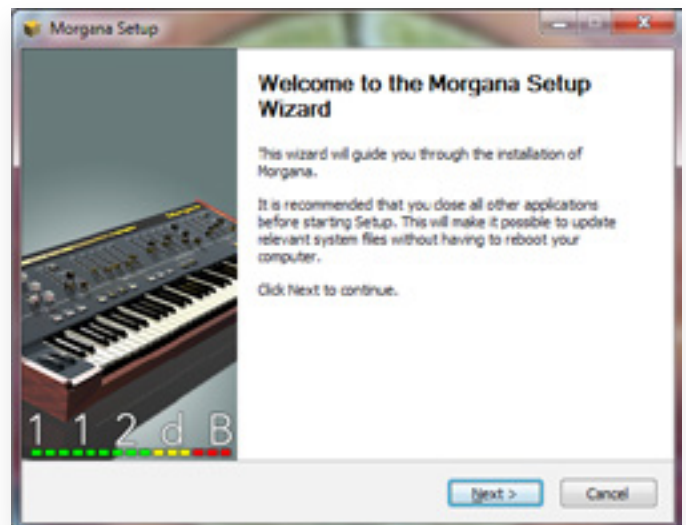 Morgana Setup
Welcome to the Morgana Setup
Wizard
This wizard will guide you through the installation of
Morgana.
It is recommended that you close all other applications
before starting Setup. This will make it possible to update
relevant system files without having to reboot your
computer.
Click Next to continue.
1 1 2 d B
Next >
Cancel